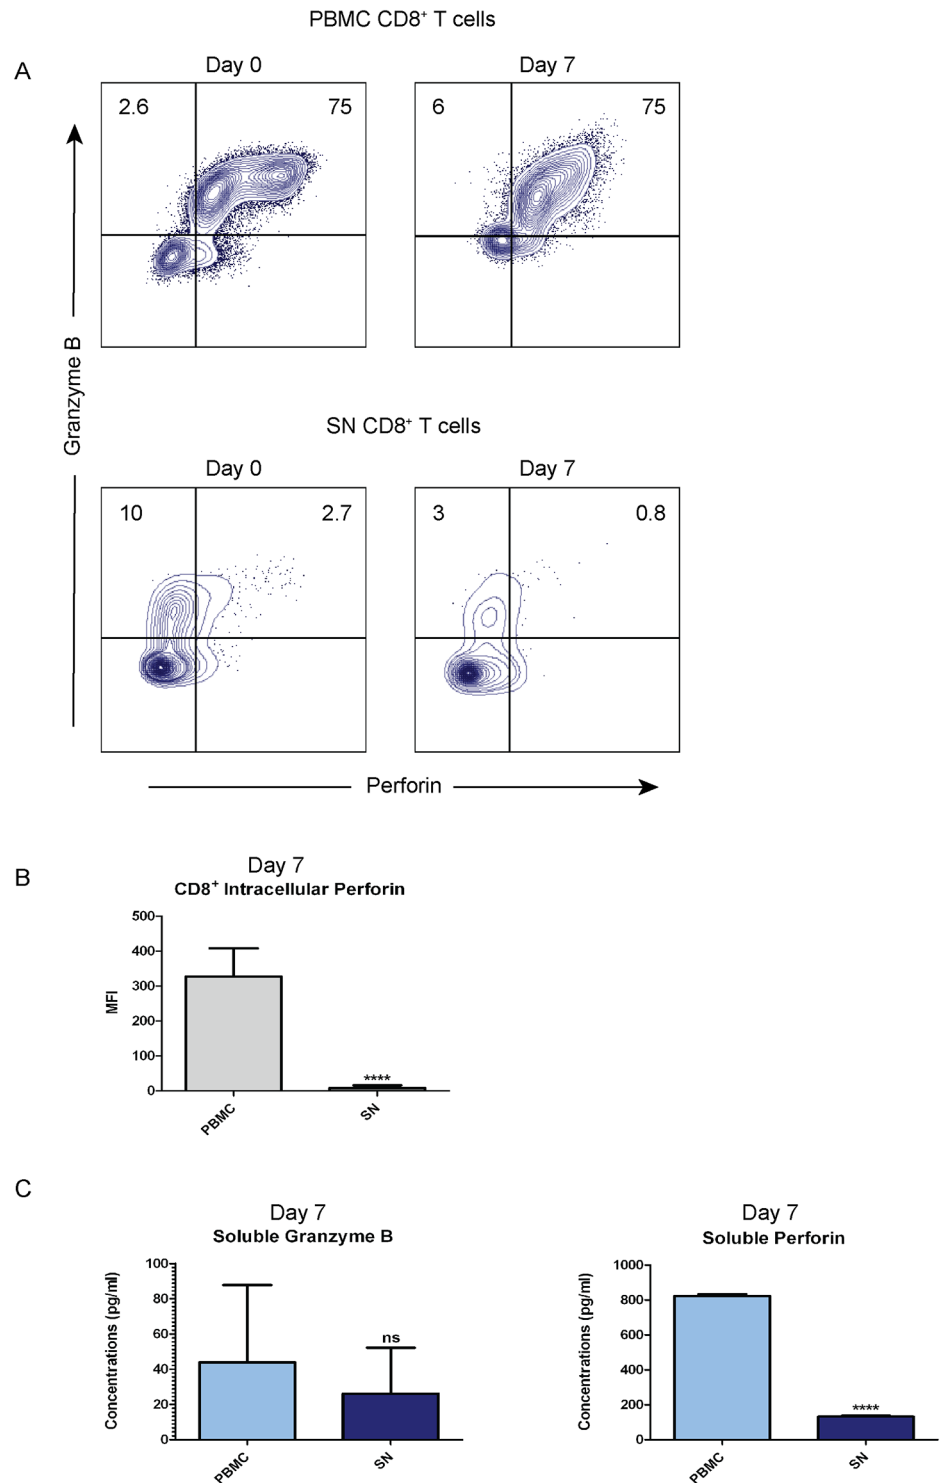 PBMC CD8⁺ T cells
A
Day 0
Day 7
2.6
75
6
75
Granzyme B
SN CD8⁺ T cells
Day 0
Day 7
10
2.7
3
0.8
Perforin
B
Day 7
CD8⁺ Intracellular Perforin
500
400
300
200
100
0
MFI
****
PBMC
SN
C
Day 7
Soluble Granzyme B
100
80
60
40
20
0
Concentrations (pg/ml)
ns
PBMC
SN
Day 7
Soluble Perforin
1000
800
600
400
200
0
Concentrations (pg/ml)
****
PBMC
SN